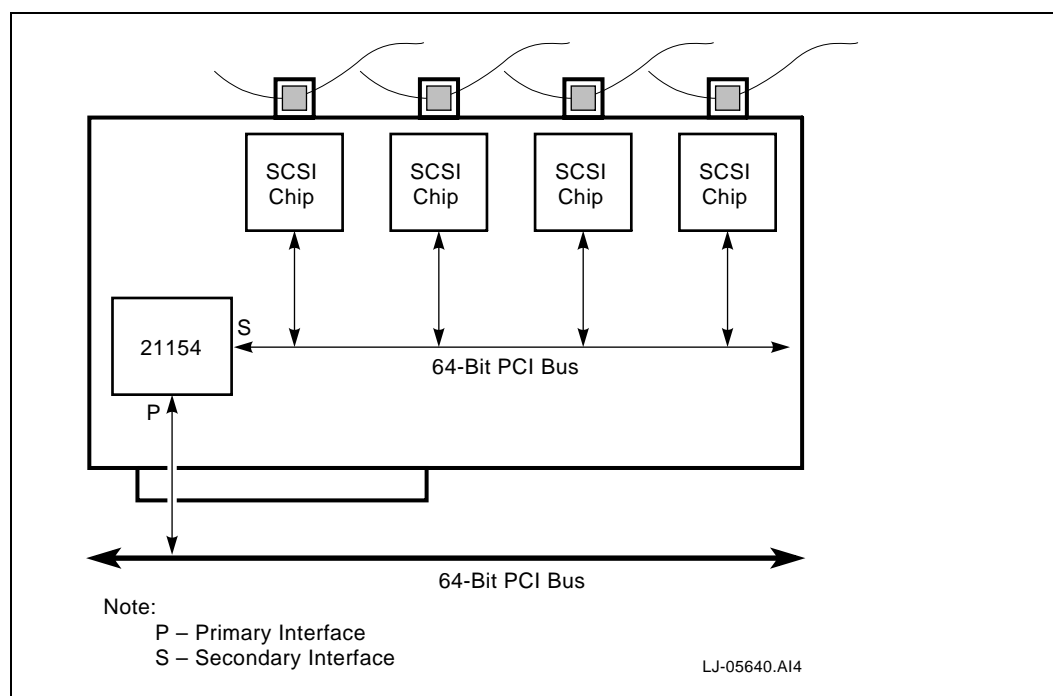 SCSI
Chip
SCSI
Chip
SCSI
Chip
SCSI
Chip
21154
S
64-Bit PCI Bus
P
64-Bit PCI Bus
Note:
P – Primary Interface
S – Secondary Interface
LJ-05640.AI4